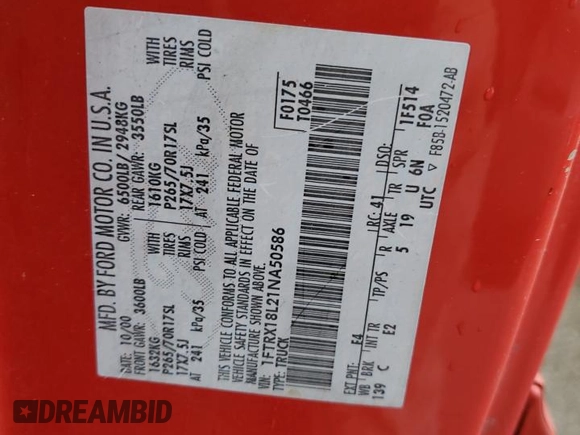 MFD. BY FORD MOTOR CO. IN U.S.A.
DATE: 10/00 GVWR: 6500LB/2948KG
FRONT GAWR: 3600LB REAR GAWR: 3550LB
1632KG 1610KG WITH
P265/70R17SL P265/70R17SL TIRES
17X7.5J 17X7.5J RIMS
AT 241 kPa/35 PSI COLD AT 241 kPa/35 PSI COLD
THIS VEHICLE CONFORMS TO ALL APPLICABLE FEDERAL MOTOR
VEHICLE SAFETY STANDARDS IN EFFECT ON THE DATE OF
MANUFACTURE SHOWN ABOVE.
VIN: 1FTRX18L21NA50586
TYPE: TRUCK
F0175
T0466
EXT PNT: E4 RC: 41 DSO: 1F514
WB BRK INT TR TP/PS R AXLE TR SPR F0A
139 C E2 5 19 U 6N
UTC ▽ F85B-1520472-AB
DREAMBID